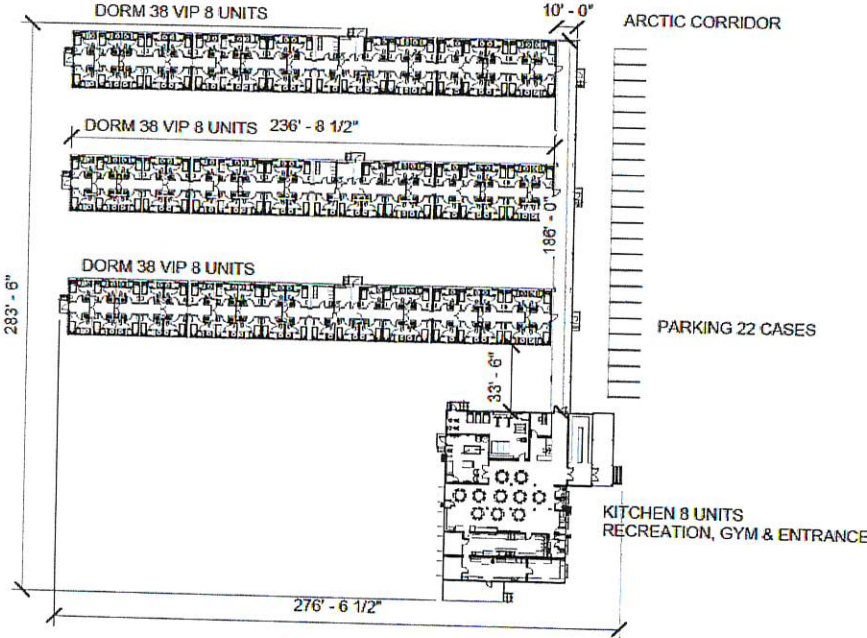 DORM 38 VIP 8 UNITS
10' - 0"
ARCTIC CORRIDOR
DORM 38 VIP 8 UNITS 236' - 8 1/2"
186' - 0"
DORM 38 VIP 8 UNITS
283' - 6"
PARKING 22 CASES
33' - 6"
KITCHEN 8 UNITS
RECREATION, GYM & ENTRANCE
276' - 6 1/2"